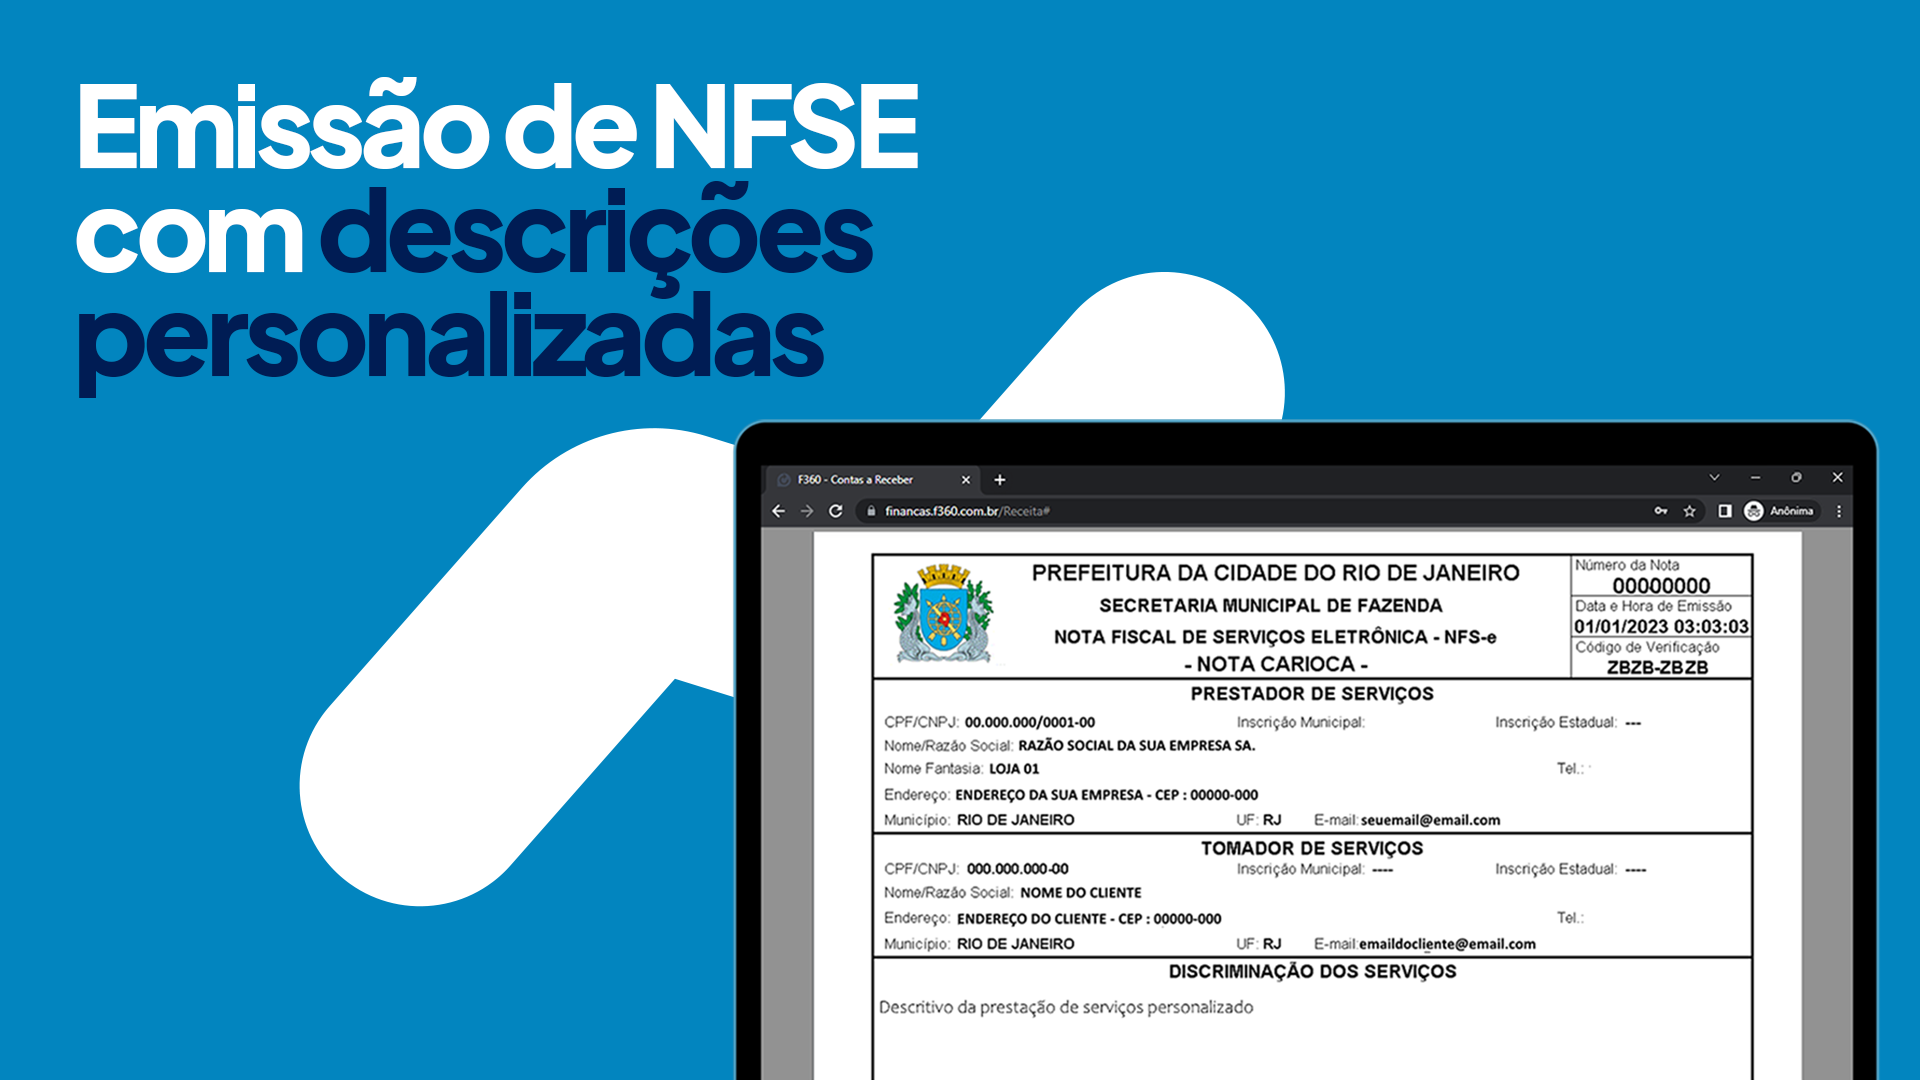 Emissão de NFSE
com descrições
personalizadas
F360 - Contas a Receber
financas.f360.com.br/Receita#
Anônima
PREFEITURA DA CIDADE DO RIO DE JANEIRO
SECRETARIA MUNICIPAL DE FAZENDA
NOTA FISCAL DE SERVIÇOS ELETRÔNICA - NFS-e
- NOTA CARIOCA -
Número da Nota
00000000
Data e Hora de Emissão
01/01/2023 03:03:03
Código de Verificação
ZBZB-ZBZB
PRESTADOR DE SERVIÇOS
CPF/CNPJ: 00.000.000/0001-00 Inscrição Municipal: Inscrição Estadual: ---
Nome/Razão Social: RAZÃO SOCIAL DA SUA EMPRESA SA.
Nome Fantasia: LOJA 01 Tel.:
Endereço: ENDEREÇO DA SUA EMPRESA - CEP : 00000-000
Município: RIO DE JANEIRO UF: RJ E-mail: seuemail@email.com
TOMADOR DE SERVIÇOS
CPF/CNPJ: 000.000.000-00 Inscrição Municipal: ---- Inscrição Estadual: ----
Nome/Razão Social: NOME DO CLIENTE
Endereço: ENDEREÇO DO CLIENTE - CEP : 00000-000 Tel.:
Município: RIO DE JANEIRO UF: RJ E-mail: emaildocliente@email.com
DISCRIMINAÇÃO DOS SERVIÇOS
Descritivo da prestação de serviços personalizado